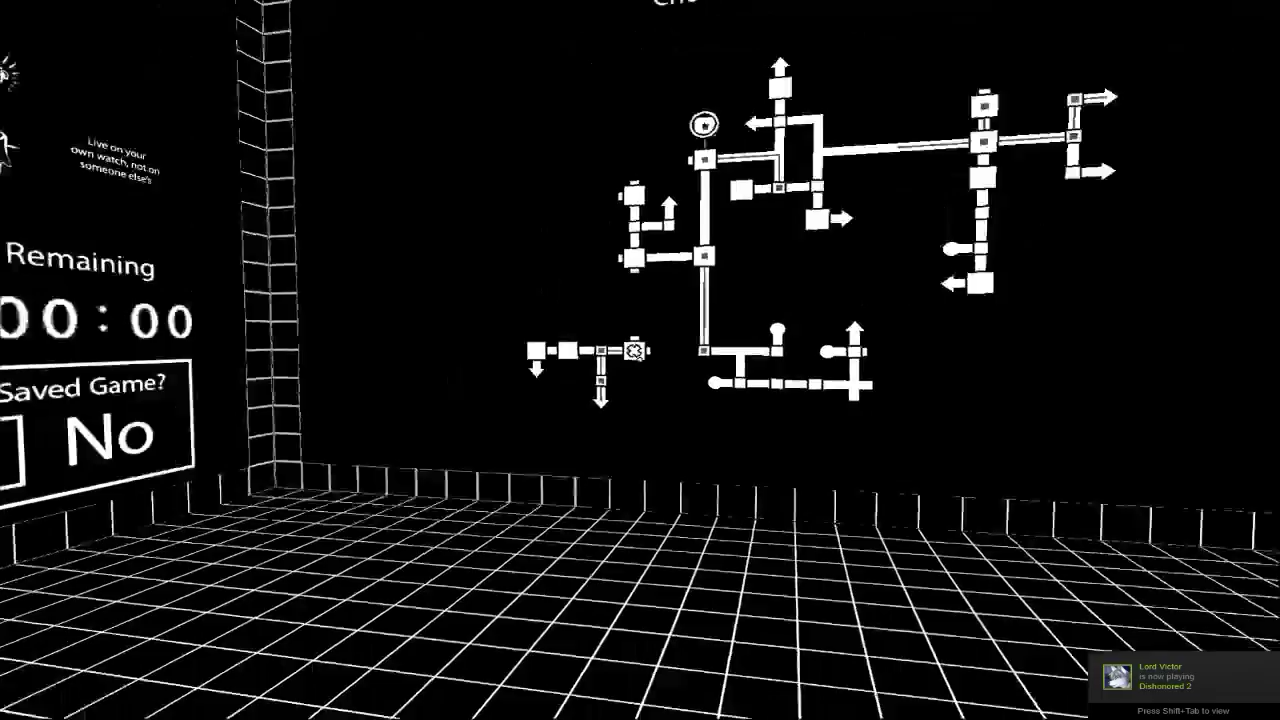 Live on your
own watch, not on
someone else's
Remaining
00:00
Saved Game?
No
Lord Victor
is now playing
Dishonored 2
Press Shift+Tab to view